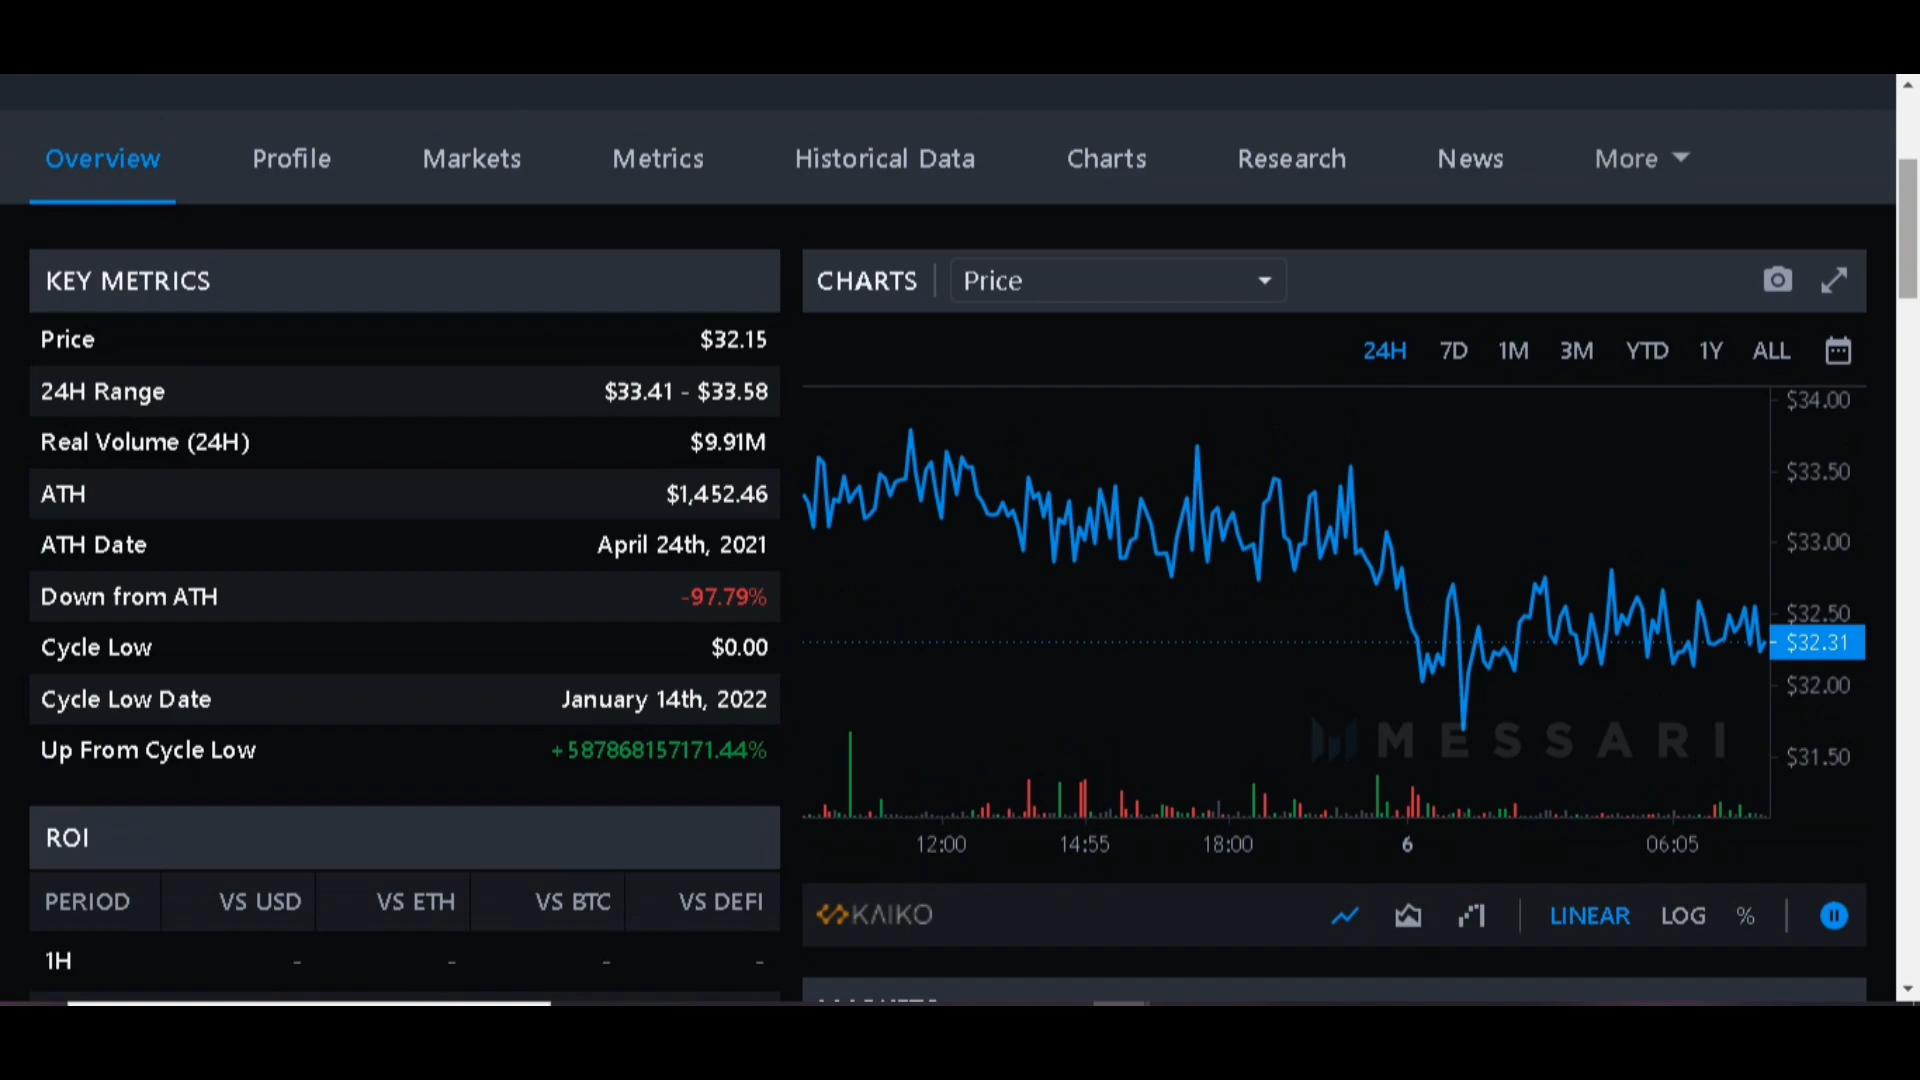 Overview Profile Markets Metrics Historical Data Charts Research News More
KEY METRICS
Price $32.15
24H Range $33.41 - $33.58
Real Volume (24H) $9.91M
ATH $1,452.46
ATH Date April 24th, 2021
Down from ATH -97.79%
Cycle Low $0.00
Cycle Low Date January 14th, 2022
Up From Cycle Low +587868157171.44%
ROI
PERIOD VS USD VS ETH VS BTC VS DEFI
1H - - - -
CHARTS Price
24H 7D 1M 3M YTD 1Y ALL
$34.00
$33.50
$33.00
$32.50
$32.31
$32.00
$31.50
MESSARI
12:00 14:55 18:00 6 06:05
KAIKO LINEAR LOG %